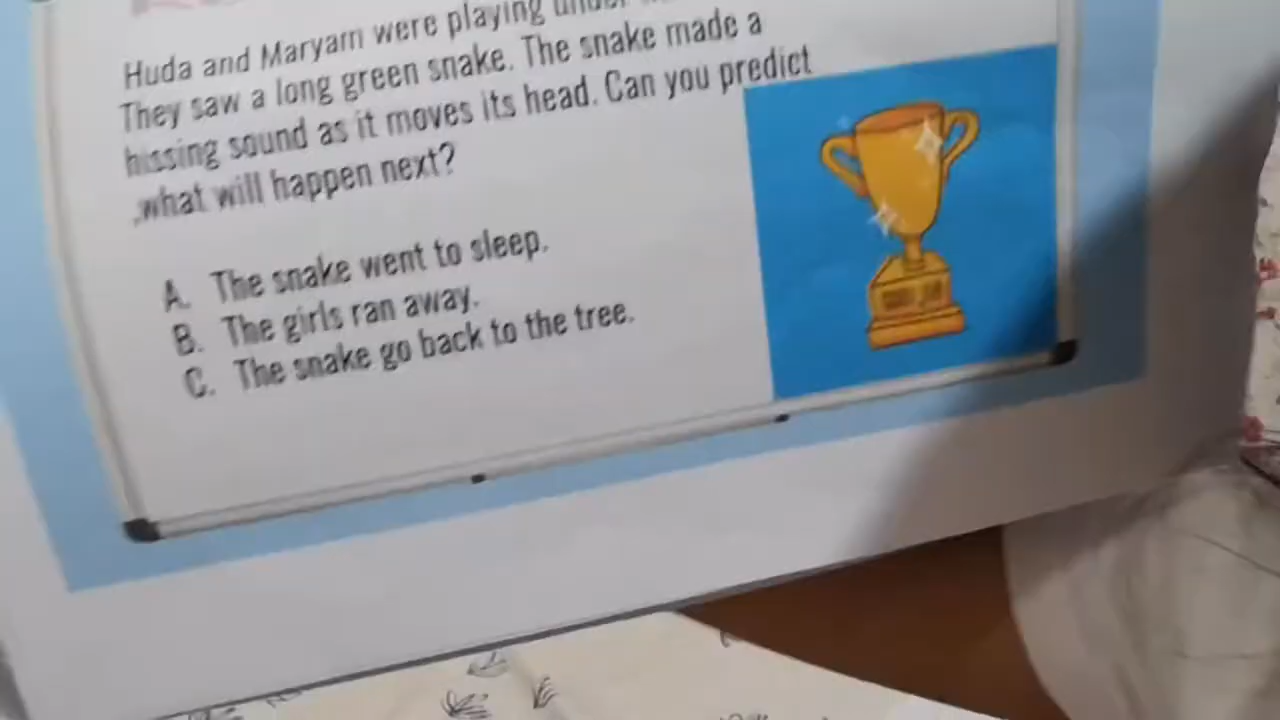 Huda and Maryam were playing under
They saw a long green snake. The snake made a
hissing sound as it moves its head. Can you predict
,what will happen next?
A. The snake went to sleep.
B. The girls ran away.
C. The snake go back to the tree.